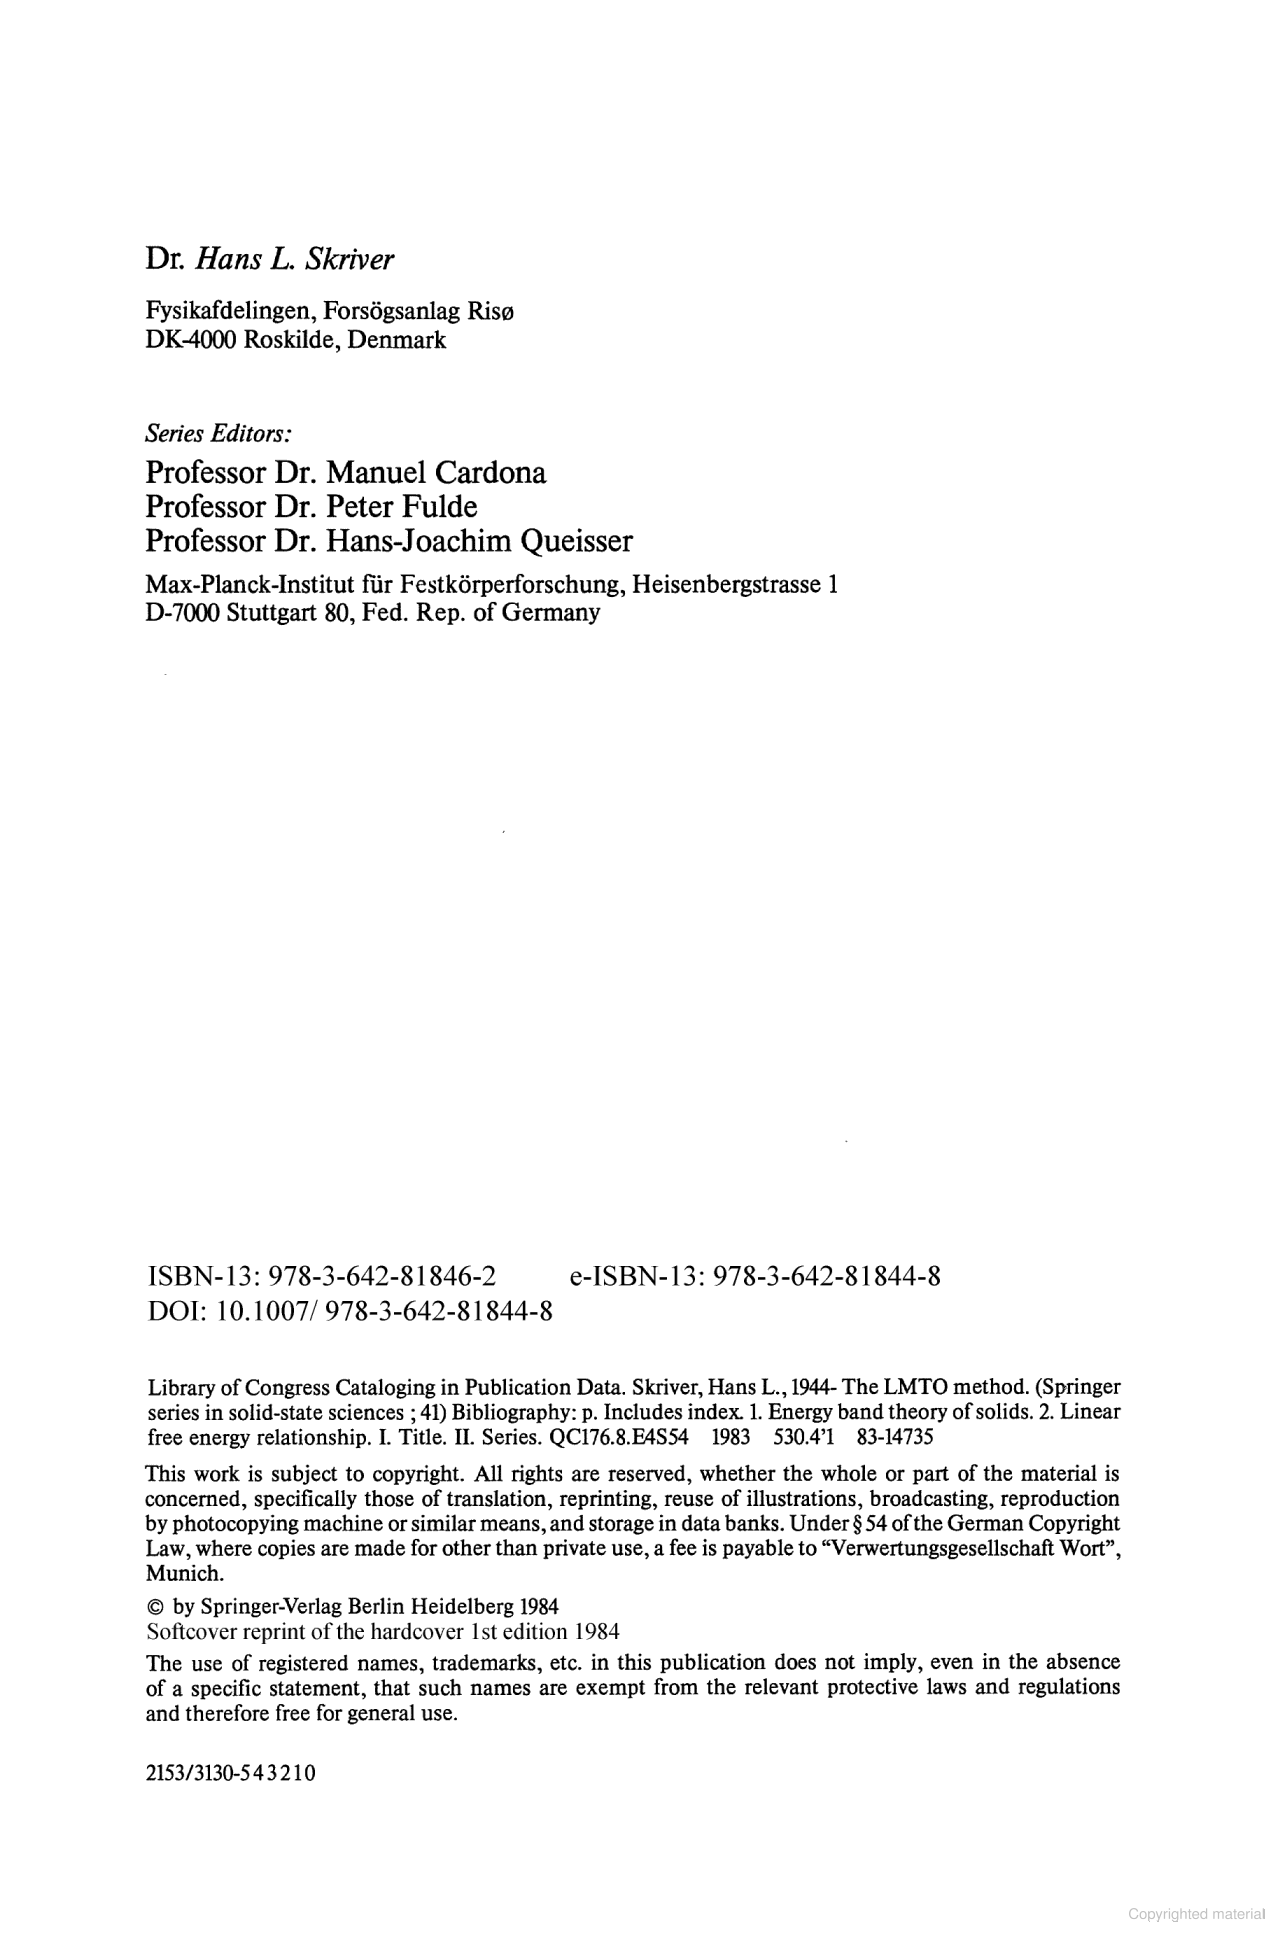 Dr. Hans L. Skriver
Fysikafdelingen, Forsögsanlag Risø
DK-4000 Roskilde, Denmark
Series Editors:
Professor Dr. Manuel Cardona
Professor Dr. Peter Fulde
Professor Dr. Hans-Joachim Queisser
Max-Planck-Institut für Festkörperforschung, Heisenbergstrasse 1
D-7000 Stuttgart 80, Fed. Rep. of Germany
ISBN-13: 978-3-642-81846-2 e-ISBN-13: 978-3-642-81844-8
DOI: 10.1007/ 978-3-642-81844-8
Library of Congress Cataloging in Publication Data. Skriver, Hans L., 1944- The LMTO method. (Springer
series in solid-state sciences ; 41) Bibliography: p. Includes index. 1. Energy band theory of solids. 2. Linear
free energy relationship. I. Title. II. Series. QC176.8.E4S54 1983 530.4'1 83-14735
This work is subject to copyright. All rights are reserved, whether the whole or part of the material is
concerned, specifically those of translation, reprinting, reuse of illustrations, broadcasting, reproduction
by photocopying machine or similar means, and storage in data banks. Under § 54 of the German Copyright
Law, where copies are made for other than private use, a fee is payable to “Verwertungsgesellschaft Wort”,
Munich.
© by Springer-Verlag Berlin Heidelberg 1984
Softcover reprint of the hardcover 1st edition 1984
The use of registered names, trademarks, etc. in this publication does not imply, even in the absence
of a specific statement, that such names are exempt from the relevant protective laws and regulations
and therefore free for general use.
2153/3130-543210
Copyrighted material